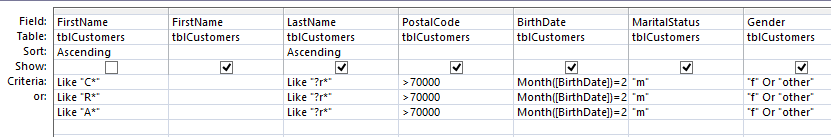 Field: FirstName FirstName LastName PostalCode BirthDate MaritalStatus Gender
Table: tblCustomers tblCustomers tblCustomers tblCustomers tblCustomers tblCustomers tblCustomers
Sort: Ascending Ascending
Show:
Criteria: Like "C*" Like "?r*" >70000 Month([BirthDate])=2 "m" "f" Or "other"
or: Like "R*" Like "?r*" >70000 Month([BirthDate])=2 "m" "f" Or "other"
Like "A*" Like "?r*" >70000 Month([BirthDate])=2 "m" "f" Or "other"